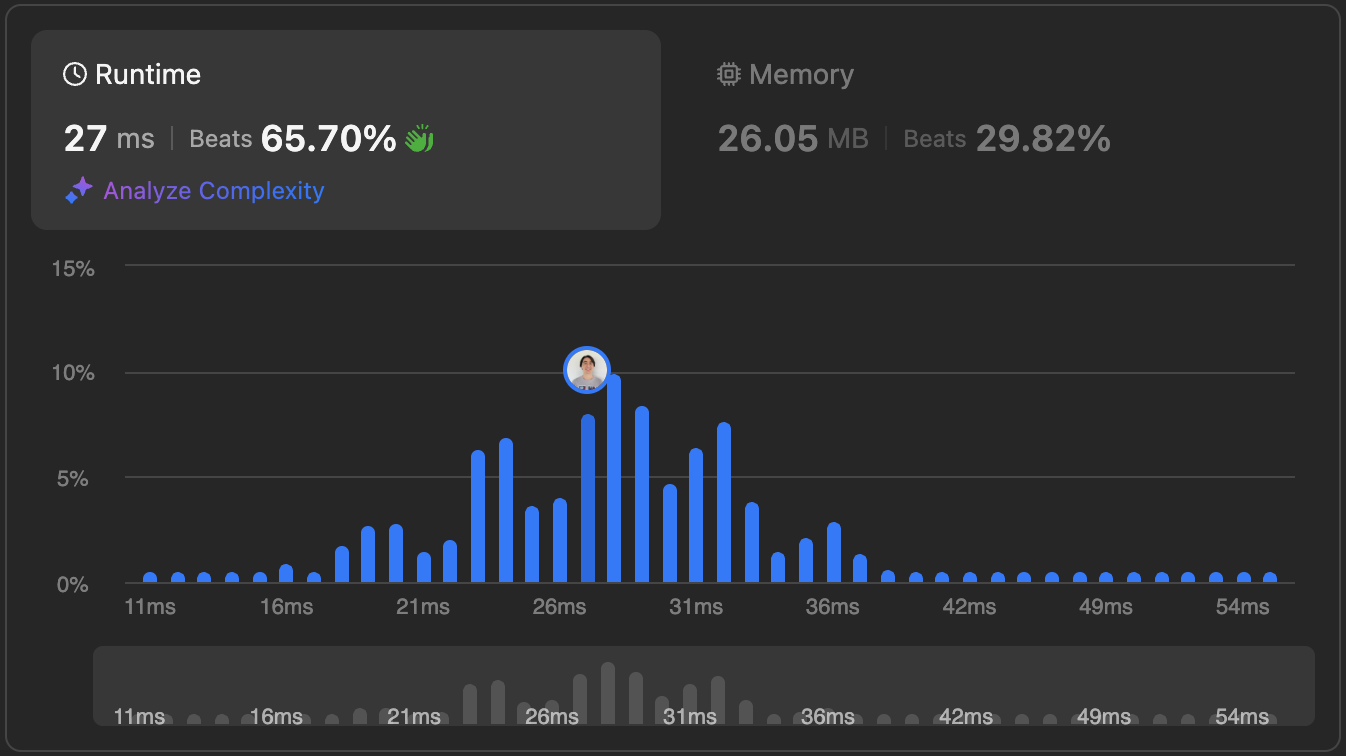 Runtime
27 ms | Beats 65.70%
Analyze Complexity
Memory
26.05 MB | Beats 29.82%
15%
10%
5%
0%
11ms 16ms 21ms 26ms 31ms 36ms 42ms 49ms 54ms
11ms 16ms 21ms 26ms 31ms 36ms 42ms 49ms 54ms